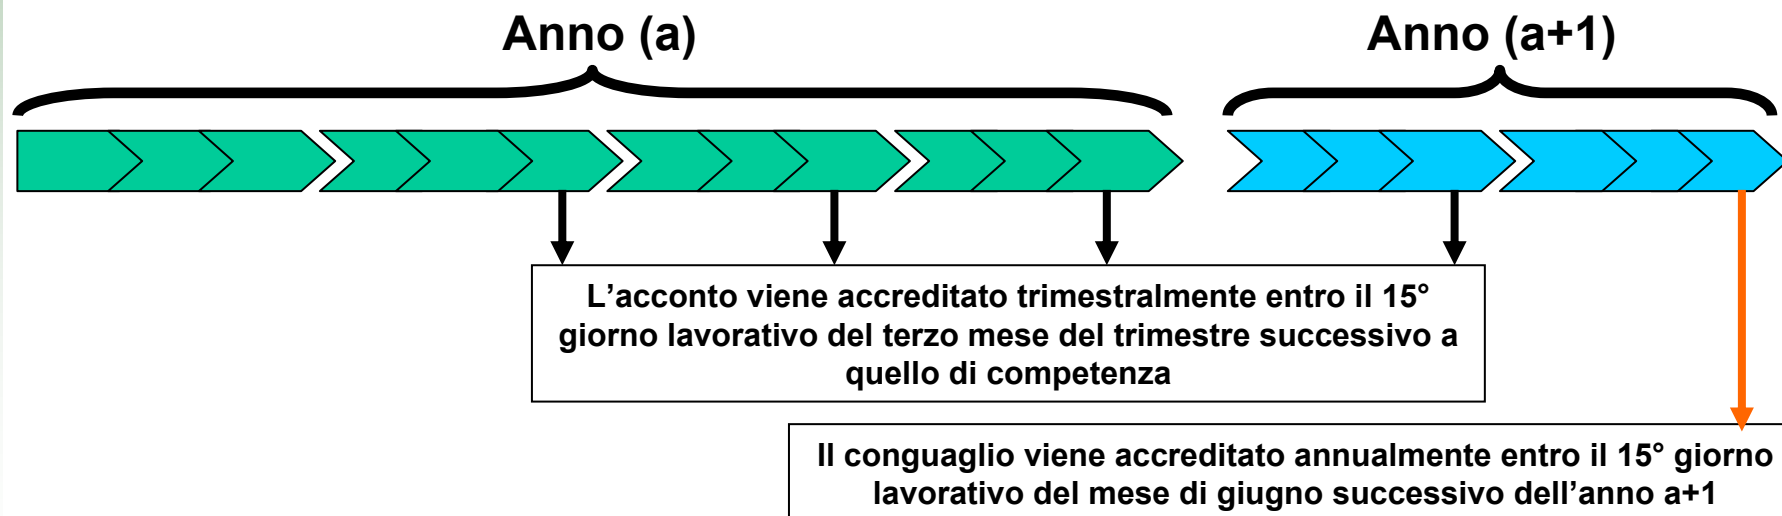 Anno (a)
Anno (a+1)
L’acconto viene accreditato trimestralmente entro il 15°
giorno lavorativo del terzo mese del trimestre successivo a
quello di competenza
Il conguaglio viene accreditato annualmente entro il 15° giorno
lavorativo del mese di giugno successivo dell’anno a+1